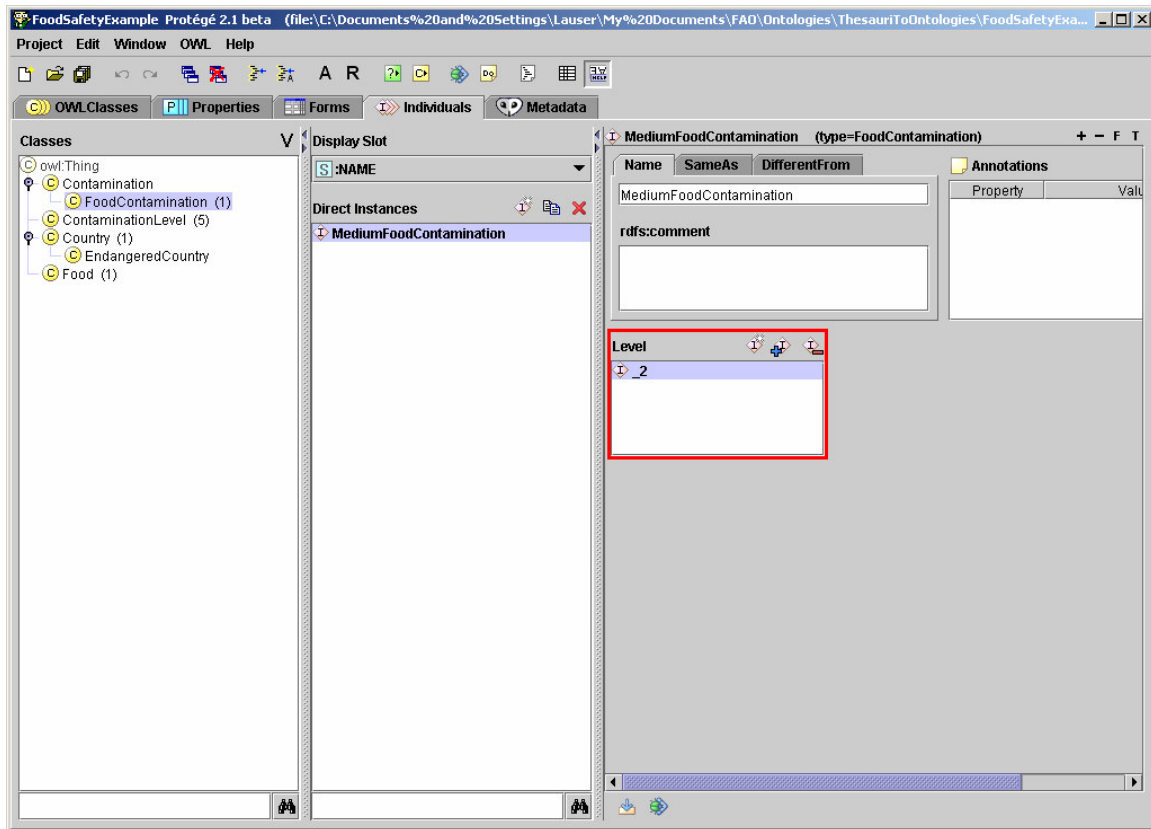 FoodSafetyExample Protégé 2.1 beta (file:\C:\Documents%20and%20Settings\Lauser\My%20Documents\FAO\Ontologies\ThesauriToOntologies\FoodSafetyExa...
Project Edit Window OWL Help
A R
OWLClasses Properties Forms Individuals Metadata
Classes V
owl:Thing
Contamination
FoodContamination (1)
ContaminationLevel (5)
Country (1)
EndangeredCountry
Food (1)
Display Slot
S :NAME
Direct Instances
MediumFoodContamination
MediumFoodContamination (type=FoodContamination) + − F T
Name SameAs DifferentFrom
MediumFoodContamination
rdfs:comment
Annotations
Property Valu
Level
_2